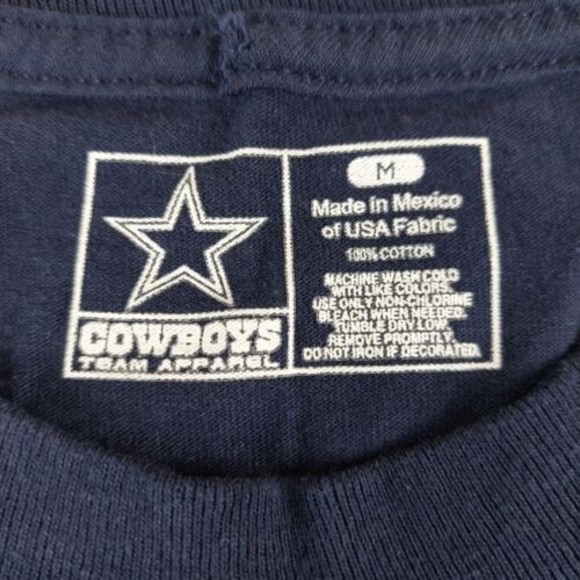 COWBOYS
TEAM APPAREL
M
Made in Mexico
of USA Fabric
100% COTTON
MACHINE WASH COLD
WITH LIKE COLORS.
USE ONLY NON-CHLORINE
BLEACH WHEN NEEDED.
TUMBLE DRY LOW.
REMOVE PROMPTLY.
DO NOT IRON IF DECORATED.